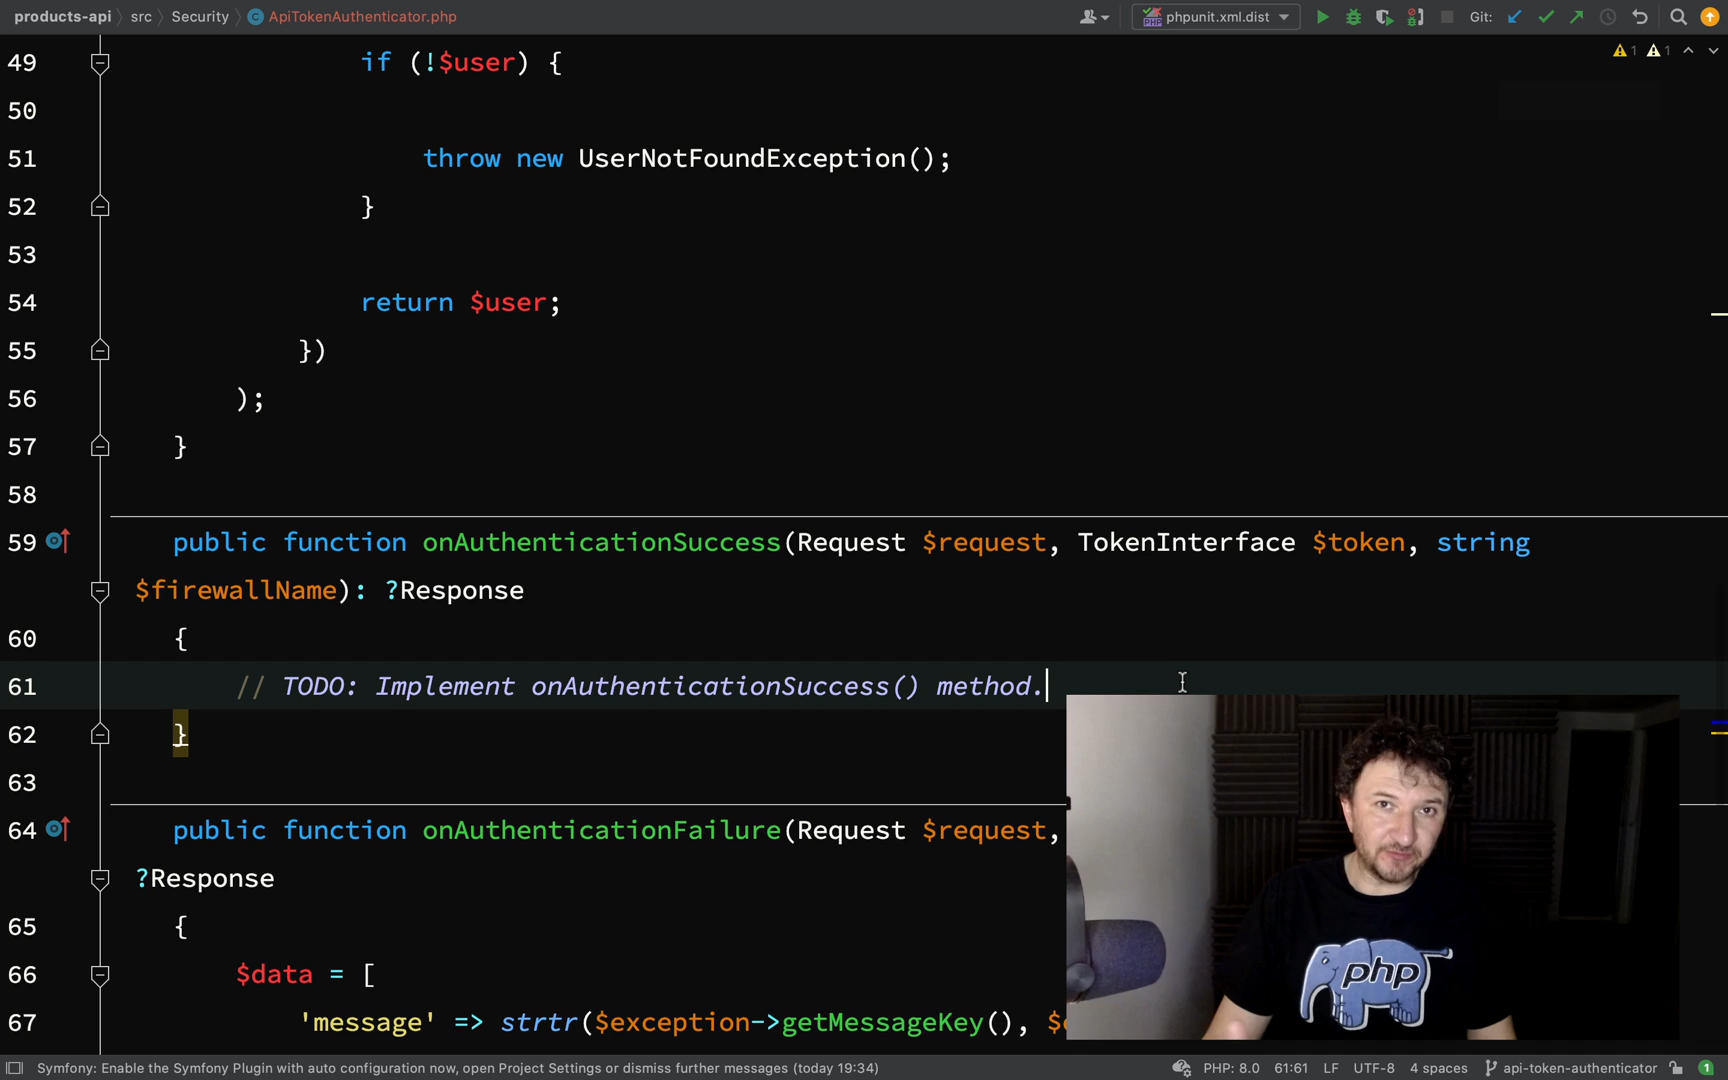 products-api src Security ApiTokenAuthenticator.php phpunit.xml.dist Git:
1 1
49 if (!$user) {
50
51 throw new UserNotFoundException();
52 }
53
54 return $user;
55 })
56 );
57 }
58
59 public function onAuthenticationSuccess(Request $request, TokenInterface $token, string
$firewallName): ?Response
60 {
61 // TODO: Implement onAuthenticationSuccess() method.
62 }
63
64 public function onAuthenticationFailure(Request $request,
?Response
65 {
66 $data = [
67 'message' => strtr($exception->getMessageKey(),
php
Symfony: Enable the Symfony Plugin with auto configuration now, open Project Settings or dismiss further messages (today 19:34) PHP: 8.0 61:61 LF UTF-8 4 spaces api-token-authenticator 1